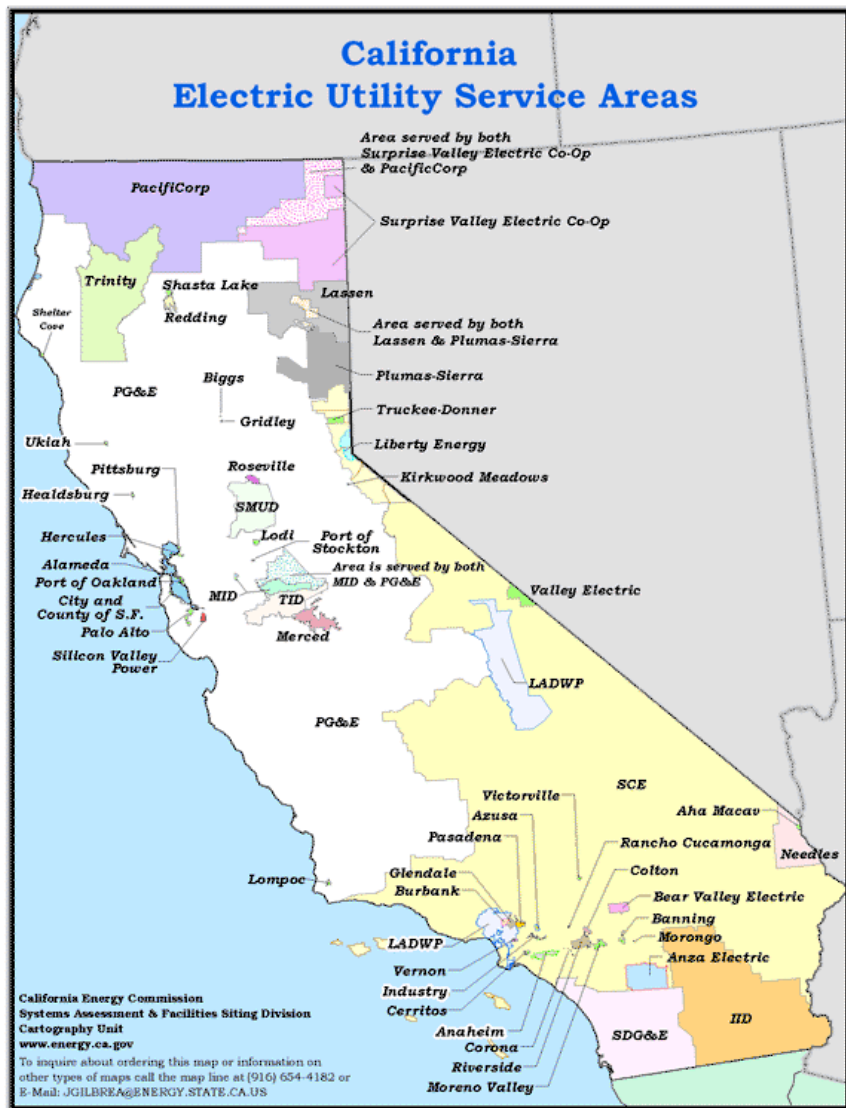 California
Electric Utility Service Areas
Area served by both
Surprise Valley Electric Co-Op
& PacificCorp
PacifiCorp
Surprise Valley Electric Co-Op
Trinity
Shasta Lake
Lassen
Redding
Shelter
Cove
Area served by both
Lassen & Plumas-Sierra
Plumas-Sierra
PG&E
Biggs
Gridley
Truckee-Donner
Ukiah
Liberty Energy
Pittsburg
Roseville
Kirkwood Meadows
Healdsburg
SMUD
Hercules
Lodi
Port of
Stockton
Alameda
Area is served by both
MID & PG&E
Port of Oakland
MID
TID
Valley Electric
City and
County of S.F.
Palo Alto
Merced
Silicon Valley
Power
LADWP
PG&E
SCE
Victorville
Azusa
Aha Macav
Pasadena
Rancho Cucamonga
Needles
Glendale
Colton
Lompoc
Burbank
Bear Valley Electric
Banning
LADWP
Morongo
Vernon
Anza Electric
Industry
Cerritos
Anaheim
SDG&E
IID
Corona
Riverside
Moreno Valley
California Energy Commission
Systems Assessment & Facilities Siting Division
Cartography Unit
www.energy.ca.gov
To inquire about ordering this map or information on
other types of maps call the map line at (916) 654-4182 or
E-Mail: JGILBREA@ENERGY.STATE.CA.US